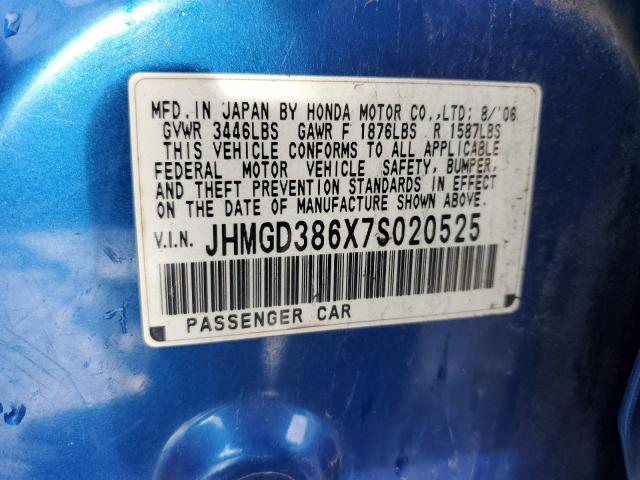 MFD. IN JAPAN BY HONDA MOTOR CO.,LTD; 8/'06
GVWR 3446LBS GAWR F 1876LBS R 1587LBS
THIS VEHICLE CONFORMS TO ALL APPLICABLE
FEDERAL MOTOR VEHICLE SAFETY, BUMPER,
AND THEFT PREVENTION STANDARDS IN EFFECT
ON THE DATE OF MANUFACTURE SHOWN ABOVE.
V.I.N. JHMGD386X7S020525
PASSENGER CAR